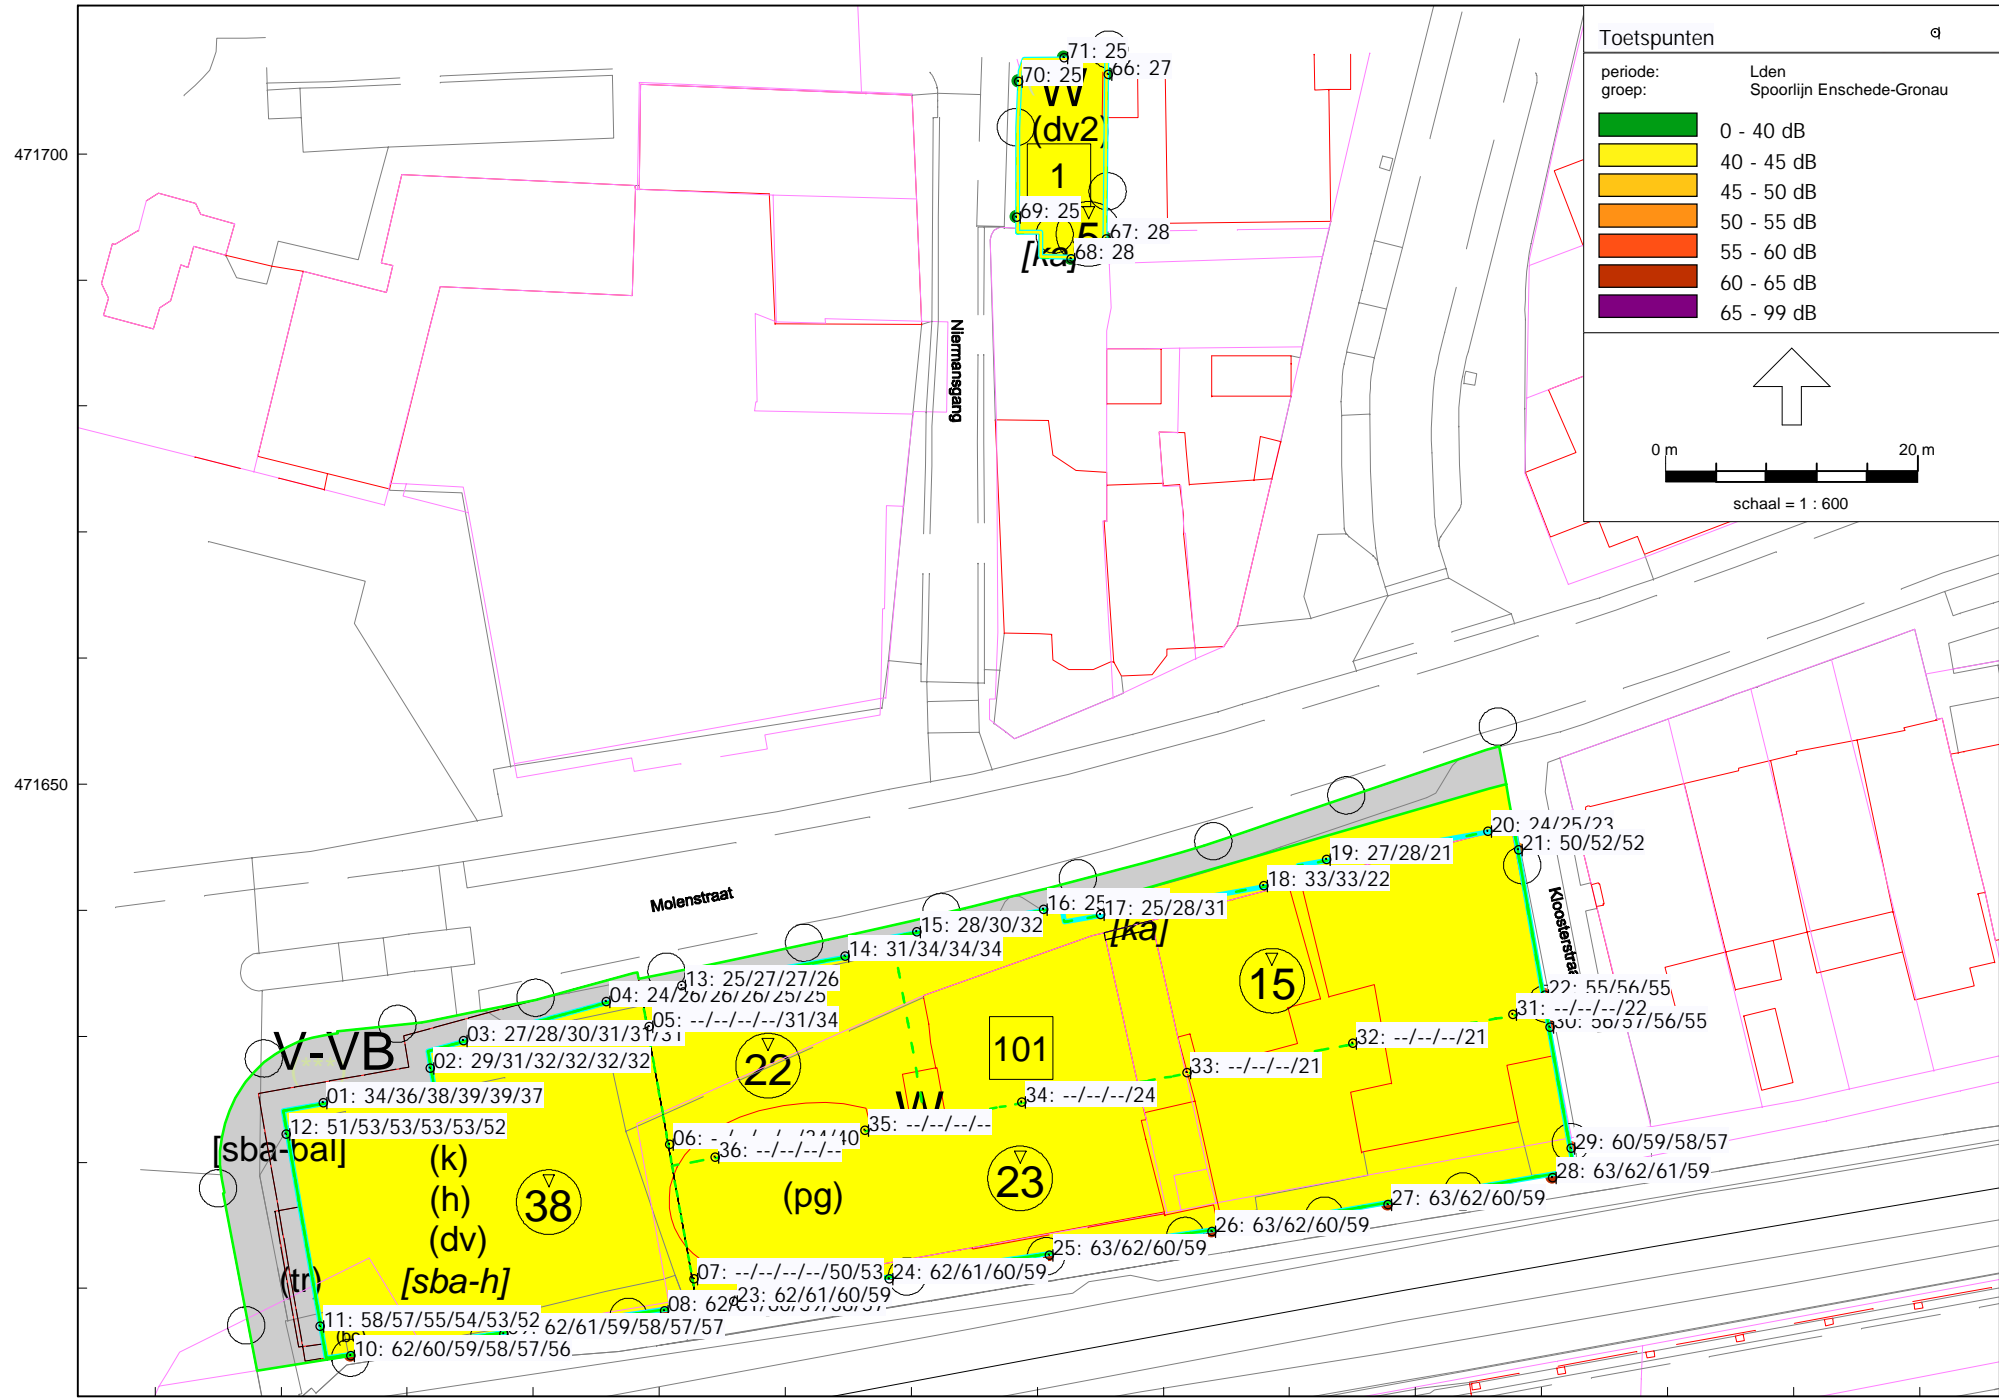 Toetspunten
periode: Lden
groep: Spoorlijn Enschede-Gronau
0 - 40 dB
40 - 45 dB
45 - 50 dB
50 - 55 dB
55 - 60 dB
60 - 65 dB
65 - 99 dB
0 m 20 m
schaal = 1 : 600
471700
471650
71: 25
70: 25
66: 27
W
(dv2)
1
69: 25
5
67: 28
68: 28
[ka]
Niermansgang
Molenstraat
Kloosterstraat
20: 24/25/23
21: 50/52/52
19: 27/28/21
18: 33/33/22
16: 25
17: 25/28/31
[ka]
15: 28/30/32
14: 31/34/34/34
13: 25/27/27/26
04: 24/26/26/26/25/25
05: --/--/--/--/31/34
03: 27/28/30/31/31/31
V-VB
02: 29/31/32/32/32/32
01: 34/36/38/39/39/37
12: 51/53/53/53/53/52
[sba-bal]
(k)
(h)
(dv)
[sba-h]
(tr)
38
22
101
15
W
23
(pg)
22: 55/56/55
31: --/--/--/22
30: 56/57/56/55
32: --/--/--/21
33: --/--/--/21
34: --/--/--/24
35: --/--/--/--
36: --/--/--/--
29: 60/59/58/57
28: 63/62/61/59
27: 63/62/60/59
26: 63/62/60/59
25: 63/62/60/59
24: 62/61/60/59
07: --/--/--/--/50/53
23: 62/61/60/59
11: 58/57/55/54/53/52
62/61/59/58/57/57
10: 62/60/59/58/57/56